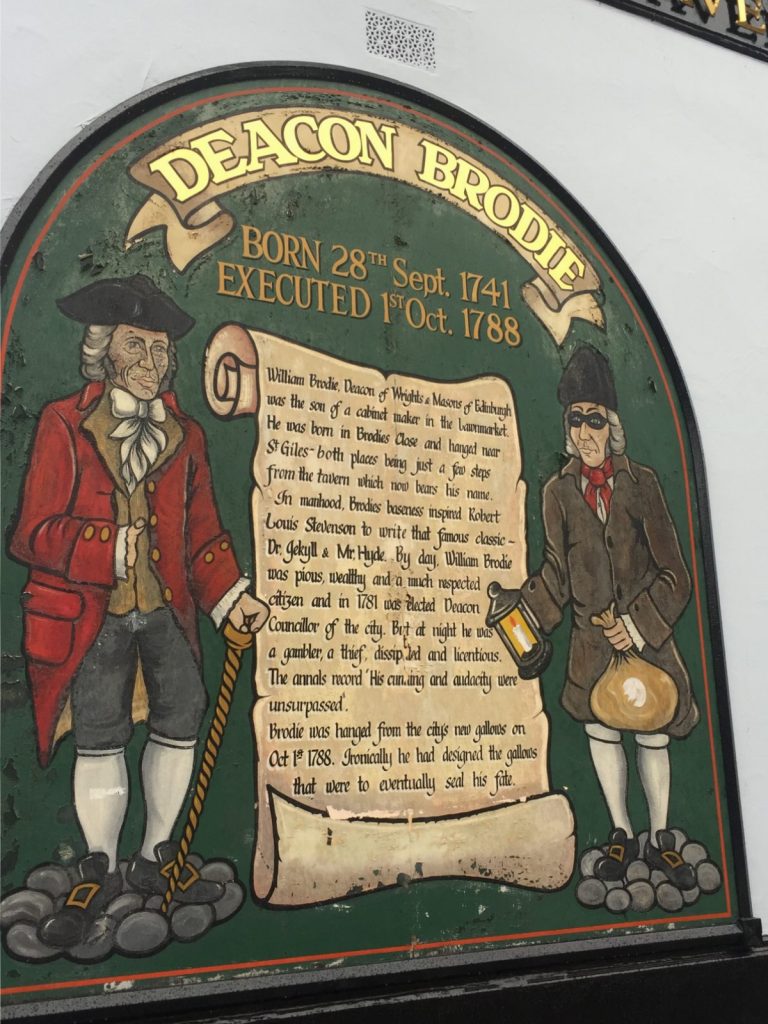 DEACON BRODIE
BORN 28TH Sept. 1741
EXECUTED 1ST Oct. 1788
William Brodie, Deacon of Wrights & Masons of Edinburgh
was the son of a cabinet maker in the Lawnmarket.
He was born in Brodies Close and hanged near
St Giles - both places being just a few steps
from the tavern which now bears his name.
In manhood, Brodies baseness inspired Robert
Louis Stevenson to write that famous classic -
Dr. Jekyll & Mr. Hyde. By day, William Brodie
was pious, wealthy and a much respected
citizen and in 1781 was elected Deacon
Councillor of the city. But at night he was
a gambler, a thief, dissipated and licentious.
The annals record 'His cunning and audacity were
unsurpassed'.
Brodie was hanged from the city's new gallows on
Oct 1st 1788. Ironically he had designed the gallows
that were to eventually seal his fate.